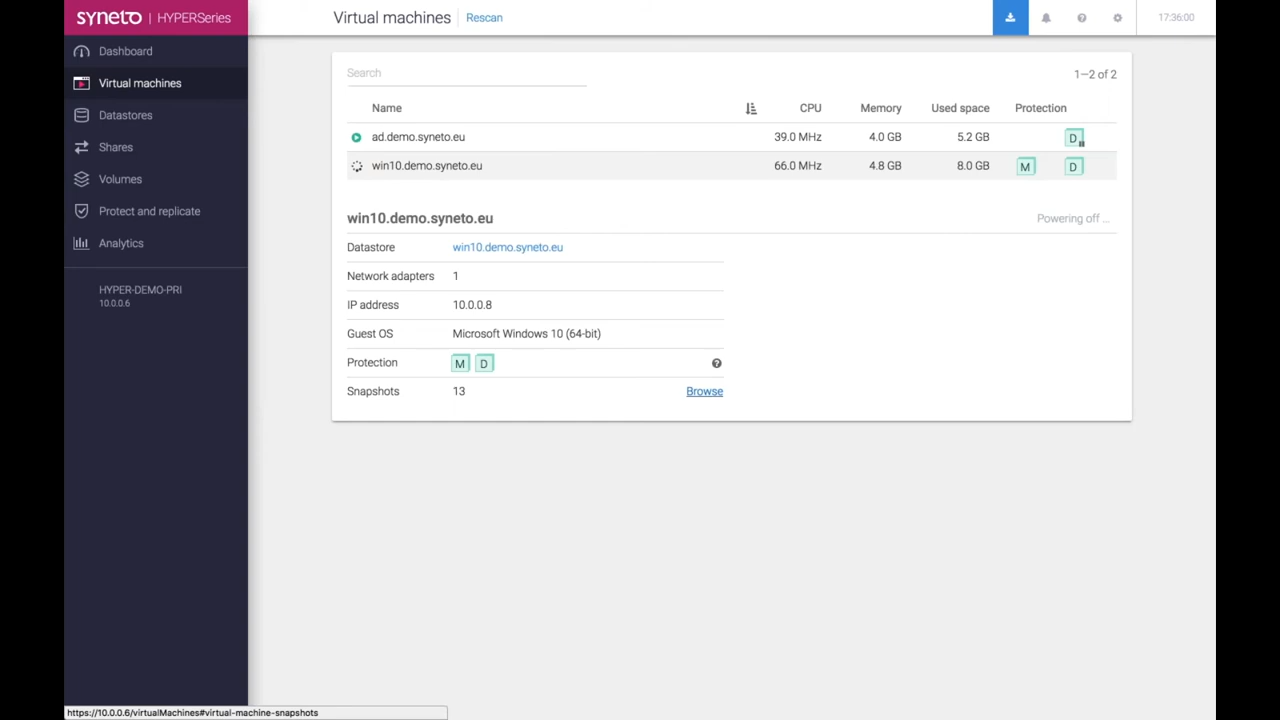 syneto | HYPERSeries
Virtual machines Rescan 17:36:00
Dashboard
Virtual machines
Datastores
Shares
Volumes
Protect and replicate
Analytics
HYPER-DEMO-PRI
10.0.0.6
Search 1—2 of 2
Name CPU Memory Used space Protection
ad.demo.syneto.eu 39.0 MHz 4.0 GB 5.2 GB D
win10.demo.syneto.eu 66.0 MHz 4.8 GB 8.0 GB M D
win10.demo.syneto.eu Powering off ...
Datastore win10.demo.syneto.eu
Network adapters 1
IP address 10.0.0.8
Guest OS Microsoft Windows 10 (64-bit)
Protection M D
Snapshots 13 Browse
https://10.0.0.6/virtualMachines#virtual-machine-snapshots